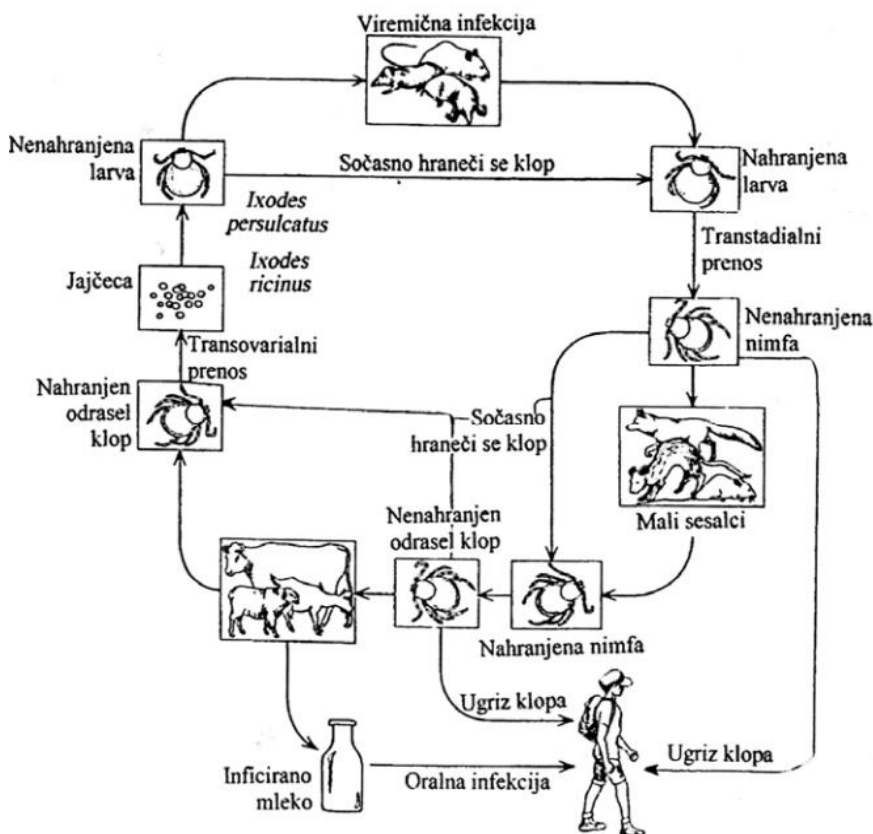 Viremična infekcija
Nenahranjena
larva
Sočasno hraneči se klop
Nahranjena
larva
Ixodes
persulcatus
Ixodes
ricinus
Transtadialni
prenos
Jajčeca
Nenahranjena
nimfa
Transovarialni
prenos
Nahranjen
odrasel
klop
Sočasno
hraneči se klop
Mali sesalci
Nenahranjen
odrasel klop
Nahranjena nimfa
Ugriz klopa
Ugriz klopa
Inficirano
mleko
Oralna infekcija